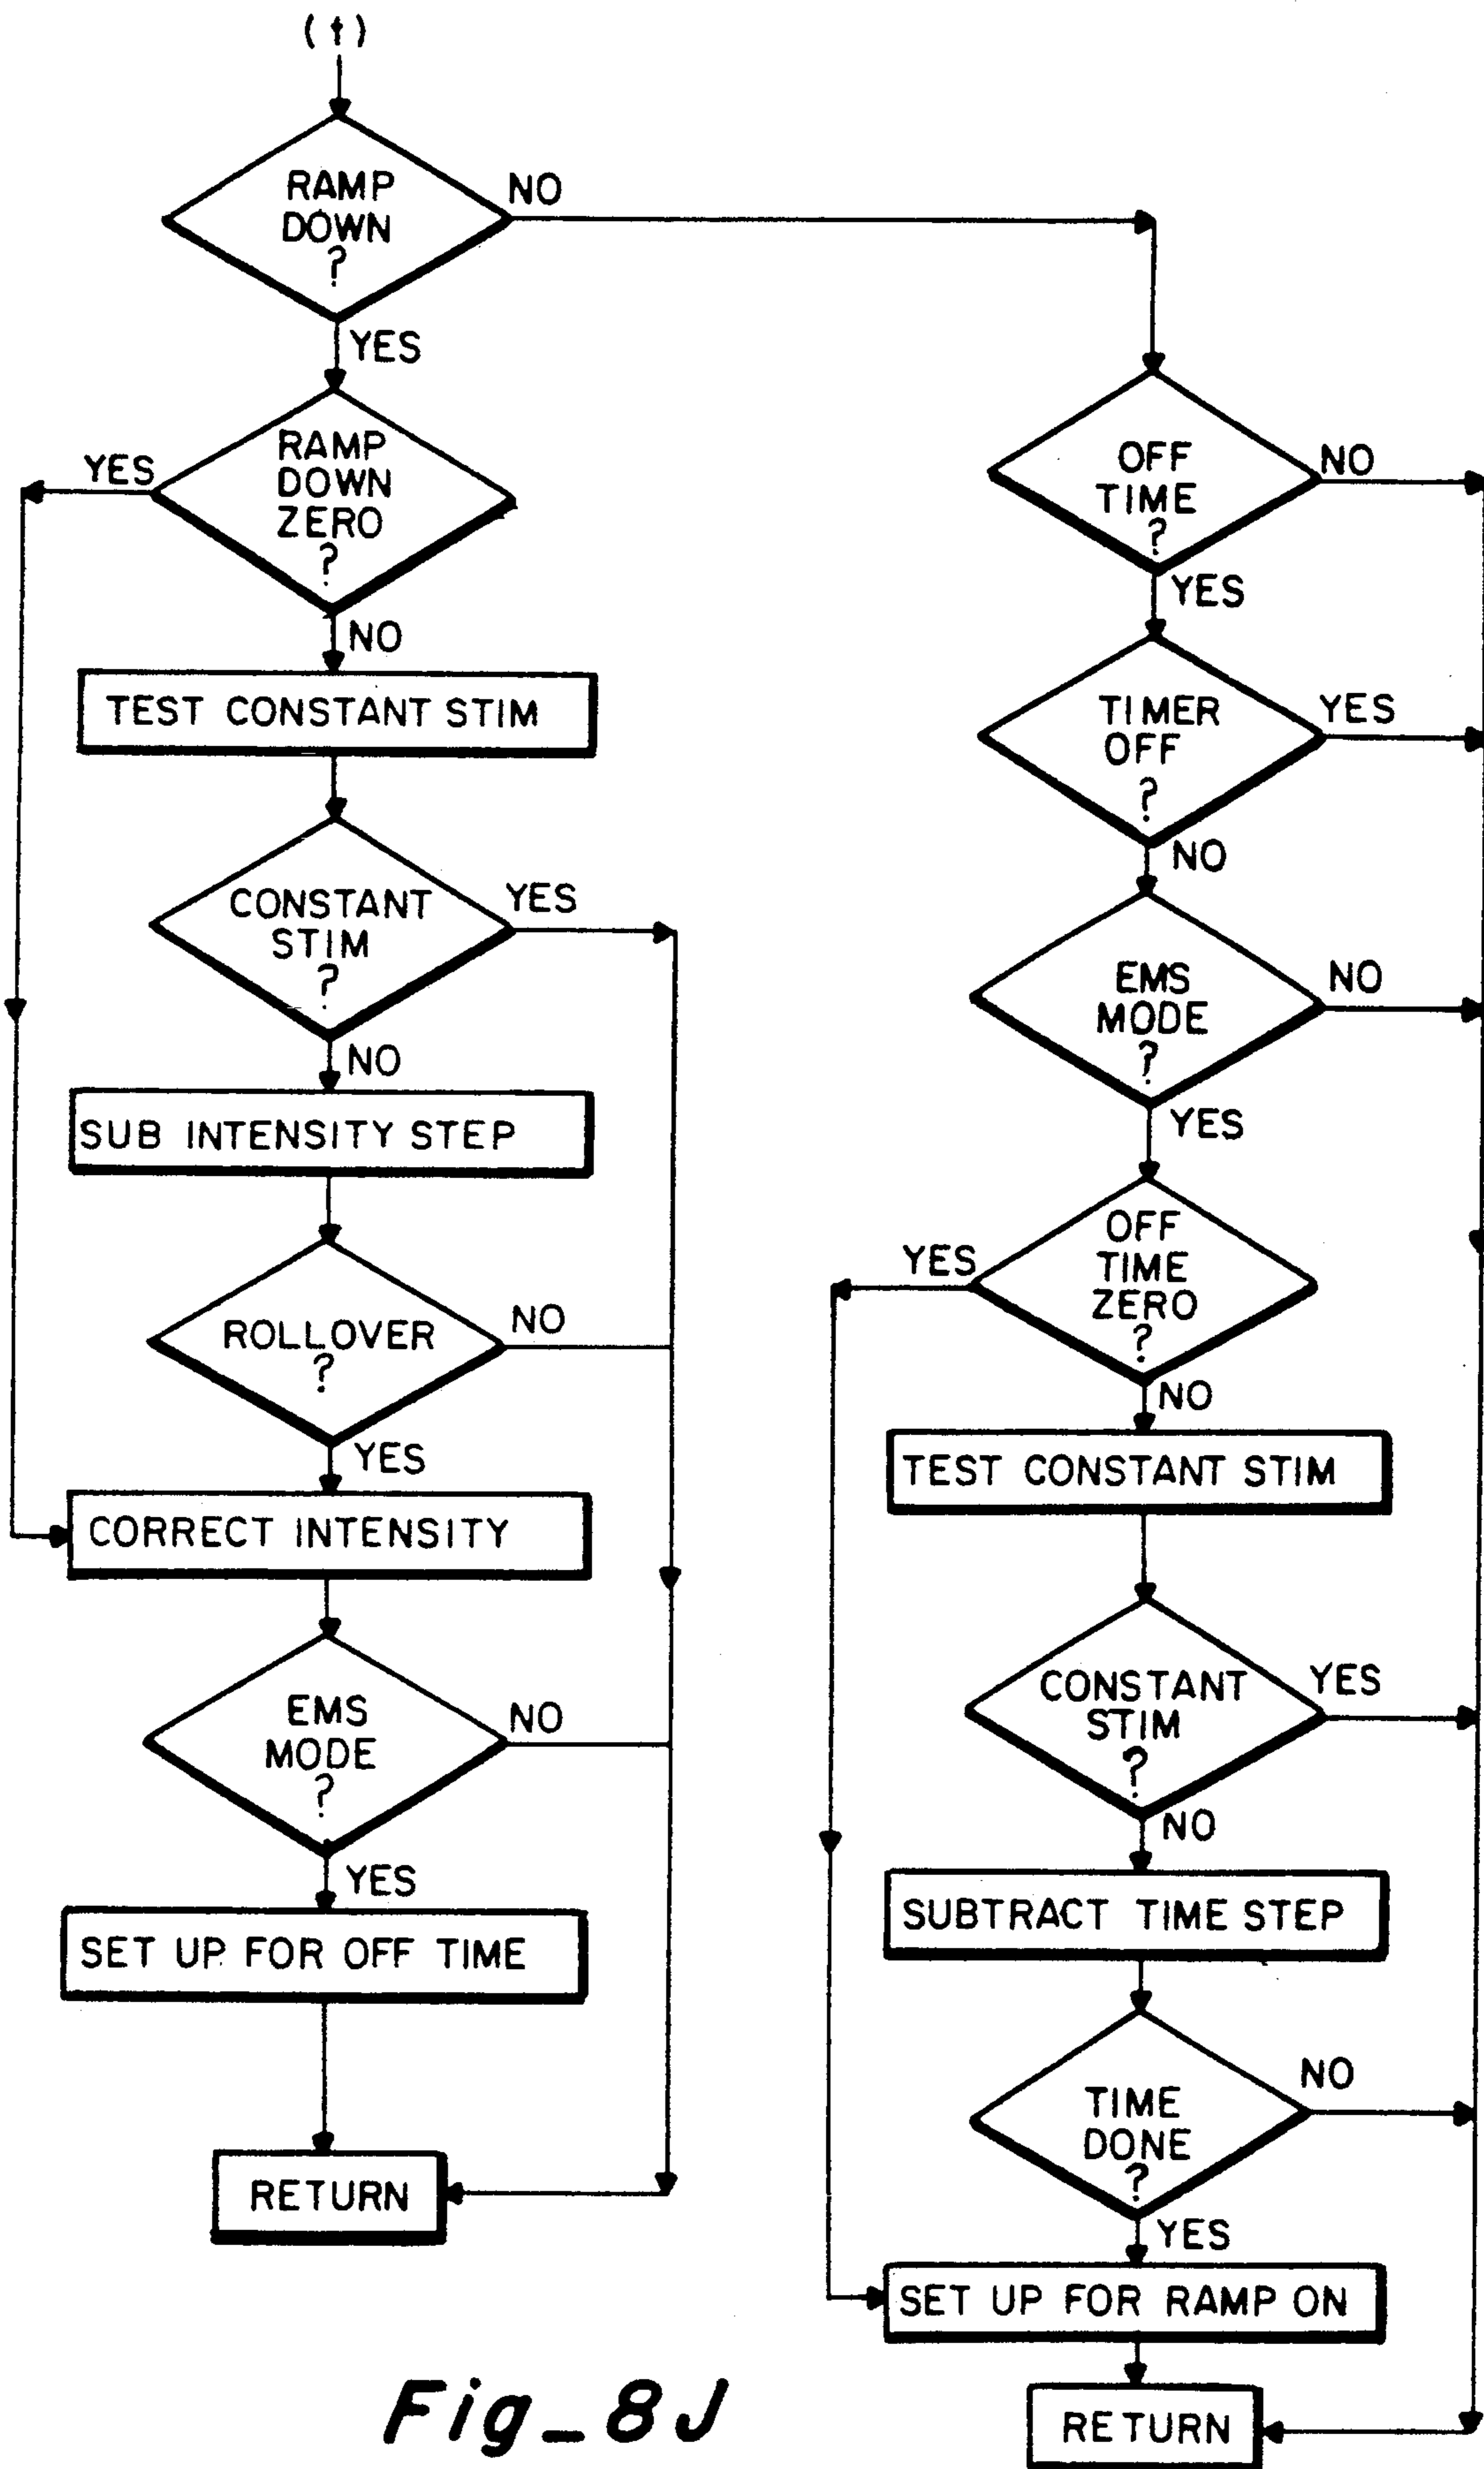 (t)
RAMP
DOWN
?
NO
YES
RAMP
DOWN
ZERO
?
YES
NO
TEST CONSTANT STIM
CONSTANT
STIM
?
YES
NO
SUB INTENSITY STEP
ROLLOVER
?
NO
YES
CORRECT INTENSITY
EMS
MODE
?
NO
YES
SET UP FOR OFF TIME
RETURN
OFF
TIME
?
NO
YES
TIMER
OFF
?
YES
NO
EMS
MODE
?
NO
YES
OFF
TIME
ZERO
?
YES
NO
TEST CONSTANT STIM
CONSTANT
STIM
?
YES
NO
SUBTRACT TIME STEP
TIME
DONE
?
NO
YES
SET UP FOR RAMP ON
RETURN
Fig_8J